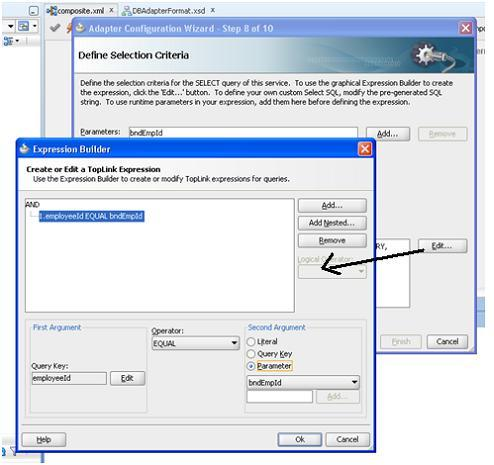 composite.xml
DBAdapterFormat.xsd
Adapter Configuration Wizard - Step 8 of 10
Define Selection Criteria
Define the selection criteria for the SELECT query of this service. To use the graphical Expression Builder to create
the expression, click the 'Edit...' button. To define your own custom Select SQL, modify the pre-generated SQL
string. To use runtime parameters in your expression, add them here before defining the expression.
Parameters: bndEmpId
Add...
Remove
Expression Builder
Create or Edit a TopLink Expression
Use the Expression Builder to create or modify TopLink expressions for queries.
AND
1.employeeId EQUAL bndEmpId
Add...
Add Nested...
Remove
Logical Operator:
RY,
Edit...
First Argument
Query Key:
employeeId
Edit
Operator:
EQUAL
Second Argument
Literal
Query Key
Parameter
bndEmpId
Add...
Finish
Cancel
Help
Ok
Cancel